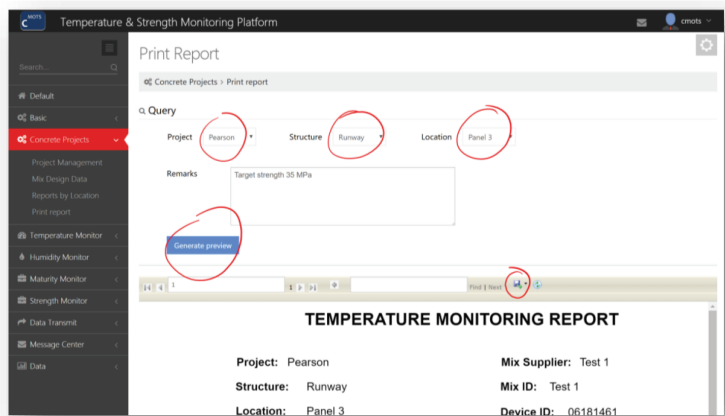 CMOTS
Temperature & Strength Monitoring Platform
cmots
Search...
Print Report
Concrete Projects > Print report
Default
Basic
Concrete Projects
Project Management
Mix Design Data
Reports by Location
Print report
Temperature Monitor
Humidity Monitor
Maturity Monitor
Strength Monitor
Data Transmit
Message Center
Data
Query
Project Pearson Structure Runway Location Panel 3
Remarks Target strength 35 MPa
Generate preview
1 1 Find | Next
TEMPERATURE MONITORING REPORT
Project: Pearson Mix Supplier: Test 1
Structure: Runway Mix ID: Test 1
Location: Panel 3 Device ID: 06181461